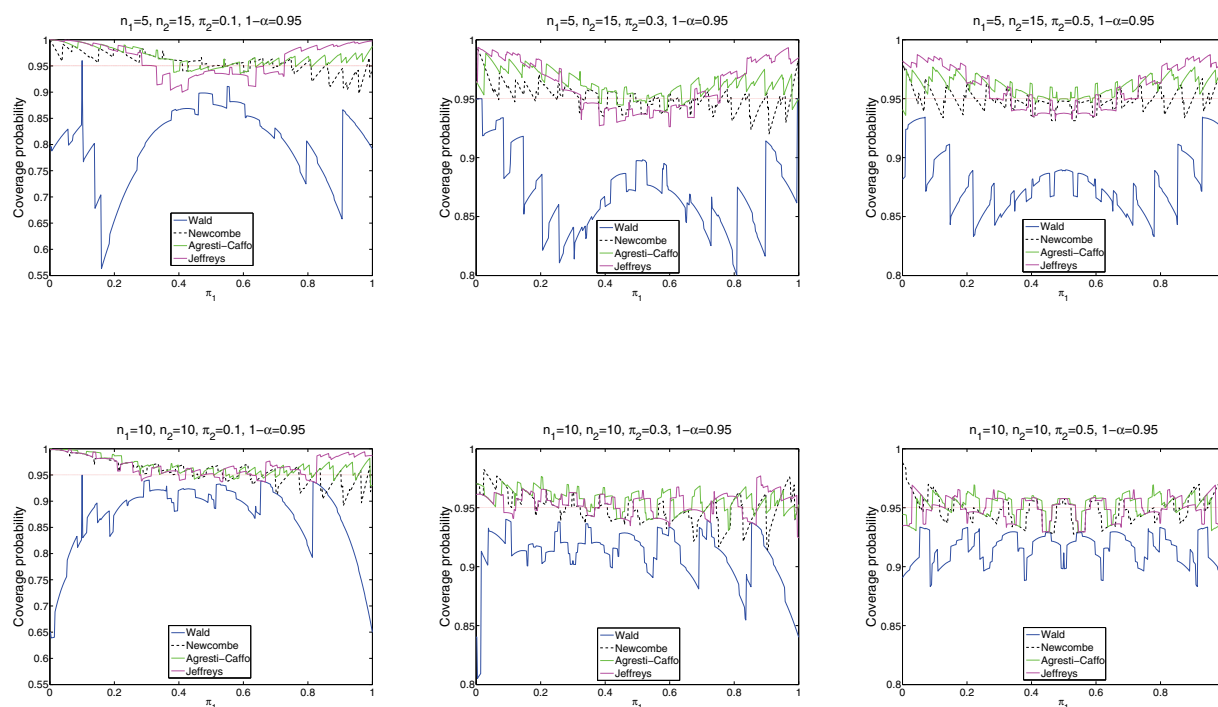 n1=5, n2=15, π2=0.1, 1−α=0.95
1
0.95
0.9
0.85
0.8
0.75
0.7
0.65
0.6
0.55
Coverage probability
Wald
Newcombe
Agresti−Caffo
Jeffreys
0 0.2 0.4 0.6 0.8 1
π1
n1=5, n2=15, π2=0.3, 1−α=0.95
1
0.95
0.9
0.85
0.8
Coverage probability
Wald
Newcombe
Agresti−Caffo
Jeffreys
0 0.2 0.4 0.6 0.8 1
π1
n1=5, n2=15, π2=0.5, 1−α=0.95
1
0.95
0.9
0.85
0.8
Coverage probability
Wald
Newcombe
Agresti−Caffo
Jeffreys
0 0.2 0.4 0.6 0.8
π1
n1=10, n2=10, π2=0.1, 1−α=0.95
1
0.95
0.9
0.85
0.8
0.75
0.7
0.65
0.6
0.55
Coverage probability
Wald
Newcombe
Agresti−Caffo
Jeffreys
0 0.2 0.4 0.6 0.8 1
π1
n1=10, n2=10, π2=0.3, 1−α=0.95
1
0.95
0.9
0.85
0.8
Coverage probability
Wald
Newcombe
Agresti−Caffo
Jeffreys
0 0.2 0.4 0.6 0.8 1
π1
n1=10, n2=10, π2=0.5, 1−α=0.95
1
0.95
0.9
0.85
0.8
Coverage probability
Wald
Newcombe
Agresti−Caffo
Jeffreys
0 0.2 0.4 0.6 0.8
π1